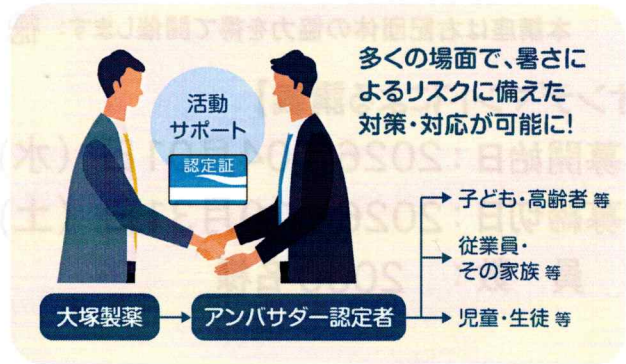 多くの場面で、暑さに
よるリスクに備えた
対策・対応が可能に!
活動
サポート
認定証
大塚製薬
アンバサダー認定者
子ども・高齢者 等
従業員・
その家族 等
児童・生徒 等